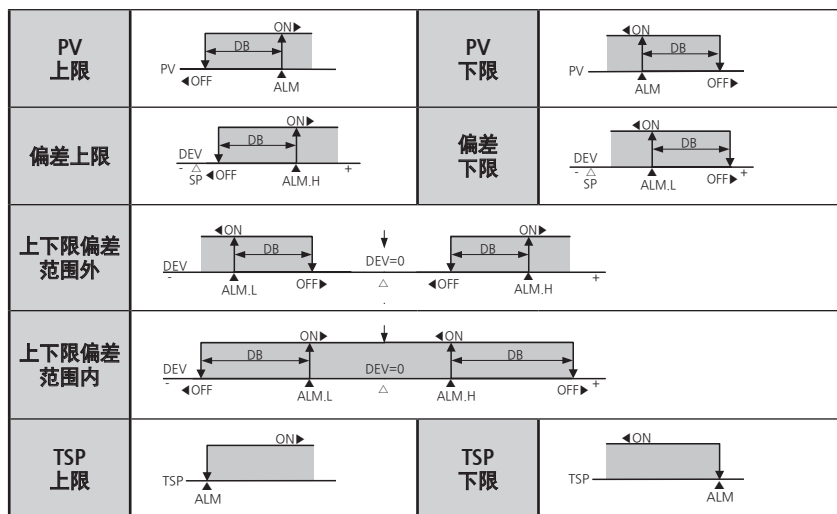 PV
上限
ON▶
DB
PV
◀OFF
ALM
PV
下限
◀ON
DB
PV
ALM
OFF▶
偏差上限
ON▶
DB
DEV
- △ +
SP ◀OFF
ALM.H
偏差
下限
◀ON
DB
DEV
- △ +
SP
ALM.L
OFF▶
上下限偏差
范围外
◀ON
DB
DEV
-
ALM.L
OFF▶
DEV=0
△
ON▶
DB
◀OFF
ALM.H
+
上下限偏差
范围内
ON▶
◀ON
DB
DB
DEV
DEV=0
- +
◀OFF
ALM.L
△
ALM.H
OFF▶
TSP
上限
ON▶
TSP
ALM
TSP
下限
◀ON
TSP
ALM